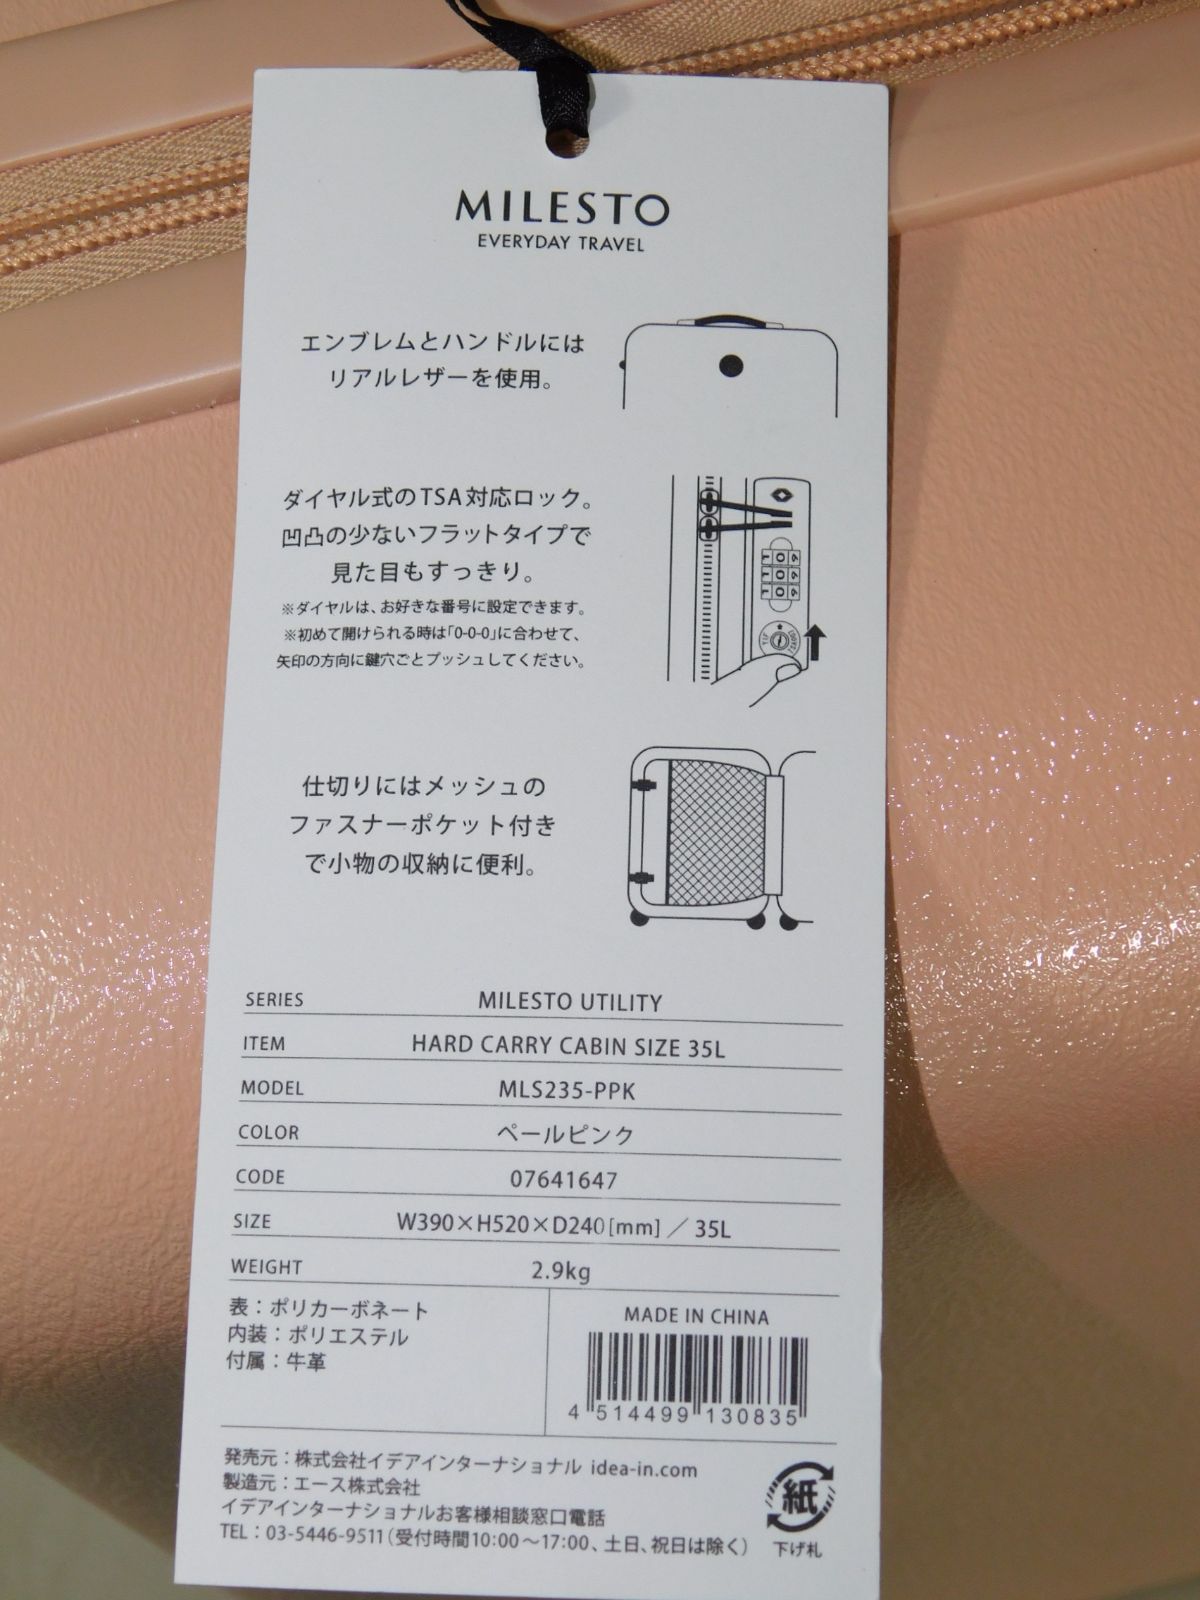 MILESTO
EVERYDAY TRAVEL
エンブレムとハンドルには
リアルレザーを使用。
ダイヤル式のTSA対応ロック。
凹凸の少ないフラットタイプで
見た目もすっきり。
※ダイヤルは、お好きな番号に設定できます。
※初めて開けられる時は「0-0-0」に合わせて、
矢印の方向に鍵穴ごとプッシュしてください。
仕切りにはメッシュの
ファスナーポケット付き
で小物の収納に便利。
SERIES MILESTO UTILITY
ITEM HARD CARRY CABIN SIZE 35L
MODEL MLS235-PPK
COLOR ペールピンク
CODE 07641647
SIZE W390×H520×D240[mm]／35L
WEIGHT 2.9kg
表：ポリカーボネート
内装：ポリエステル
付属：牛革
MADE IN CHINA
4 514499 130835
発売元：株式会社イデアインターナショナル idea-in.com
製造元：エース株式会社
イデアインターナショナルお客様相談窓口電話
TEL：03-5446-9511（受付時間10:00～17:00、土日、祝日は除く）
紙
下げ札